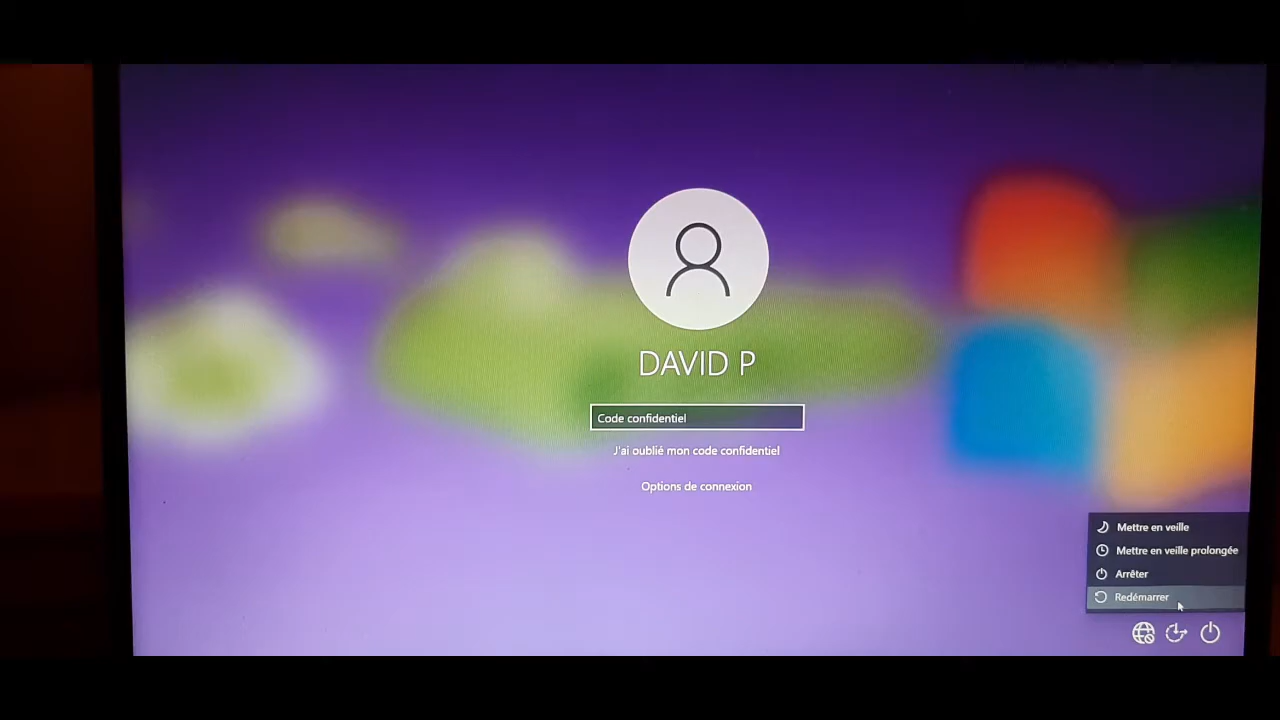 DAVID P
Code confidentiel
J'ai oublié mon code confidentiel
Options de connexion
Mettre en veille
Mettre en veille prolongée
Arrêter
Redémarrer